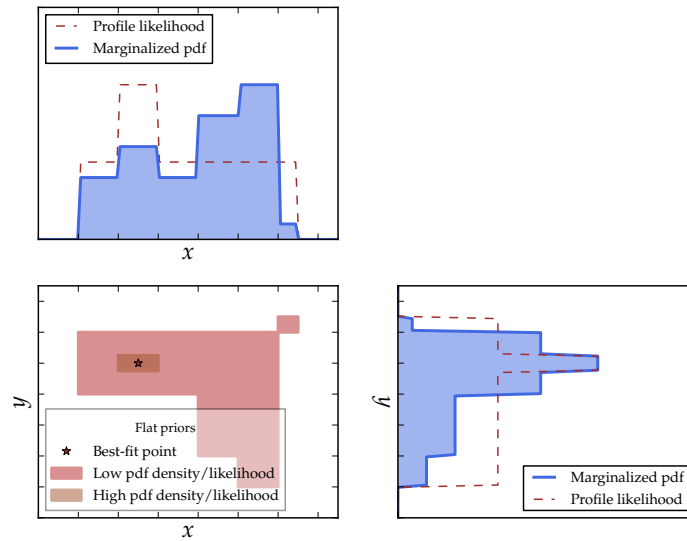 Profile likelihood
Marginalized pdf
x
y
Flat priors
Best-fit point
Low pdf density/likelihood
High pdf density/likelihood
x
y
Marginalized pdf
Profile likelihood